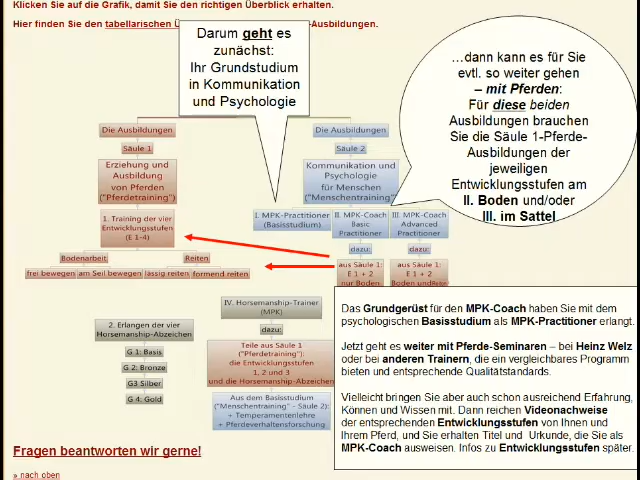 Klicken Sie auf die Grafik, damit Sie den richtigen Überblick erhalten.
Hier finden Sie den tabellarischen Ü
-Ausbildungen.
Darum geht es
zunächst:
Ihr Grundstudium
in Kommunikation
und Psychologie
…dann kann es für Sie
evtl. so weiter gehen
– mit Pferden:
Für diese beiden
Ausbildungen brauchen
Sie die Säule 1-Pferde-
Ausbildungen der
jeweiligen
Entwicklungsstufen am
II. Boden und/oder
III. im Sattel
Die Ausbildungen
Säule 1
Erziehung und
Ausbildung
von Pferden
("Pferdetraining")
1. Training der vier
Entwicklungsstufen
(E 1-4)
Bodenarbeit
Reiten
frei bewegen
am Seil bewegen
lässig reiten
formend reiten
2. Erlangen der vier
Horsemanship-Abzeichen
G 1: Basis
G 2: Bronze
G3 Silber
G 4: Gold
Die Ausbildungen
Säule 2
Kommunikation und
Psychologie
für Menschen
("Menschentraining")
I. MPK-Practitioner
(Basisstudium)
II. MPK-Coach
Basic
Practitioner
III. MPK-Coach
Advanced
Practitioner
dazu:
dazu:
aus Säule 1:
E 1 + 2
nur Boden
aus Säule 1:
E 1 + 2
Boden und Reiten
IV. Horsemanship-Trainer
(MPK)
dazu:
Teile aus Säule 1
("Pferdetraining"):
die Entwicklungsstufen
1, 2 und 3
und die Horsemanship-Abzeichen
Aus dem Basisstudium
("Menschentraining" - Säule 2):
+ Temperamentenlehre
+ Pferdeverhaltensforschung
Das Grundgerüst für den MPK-Coach haben Sie mit dem
psychologischen Basisstudium als MPK-Practitioner erlangt.
Jetzt geht es weiter mit Pferde-Seminaren – bei Heinz Welz
oder bei anderen Trainern, die ein vergleichbares Programm
bieten und entsprechende Qualitätstandards.
Vielleicht bringen Sie aber auch schon ausreichend Erfahrung,
Können und Wissen mit. Dann reichen Videonachweise
der entsprechenden Entwicklungsstufen von Ihnen und
Ihrem Pferd, und Sie erhalten Titel und Urkunde, die Sie als
MPK-Coach ausweisen. Infos zu Entwicklungsstufen später.
Fragen beantworten wir gerne!
» nach oben